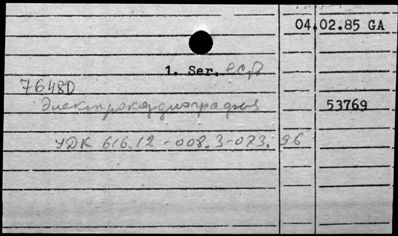 04.02.85 GA
1. Ser.
7648D
Электрокардиография
53769
УДК 616.12-008.3-073.96